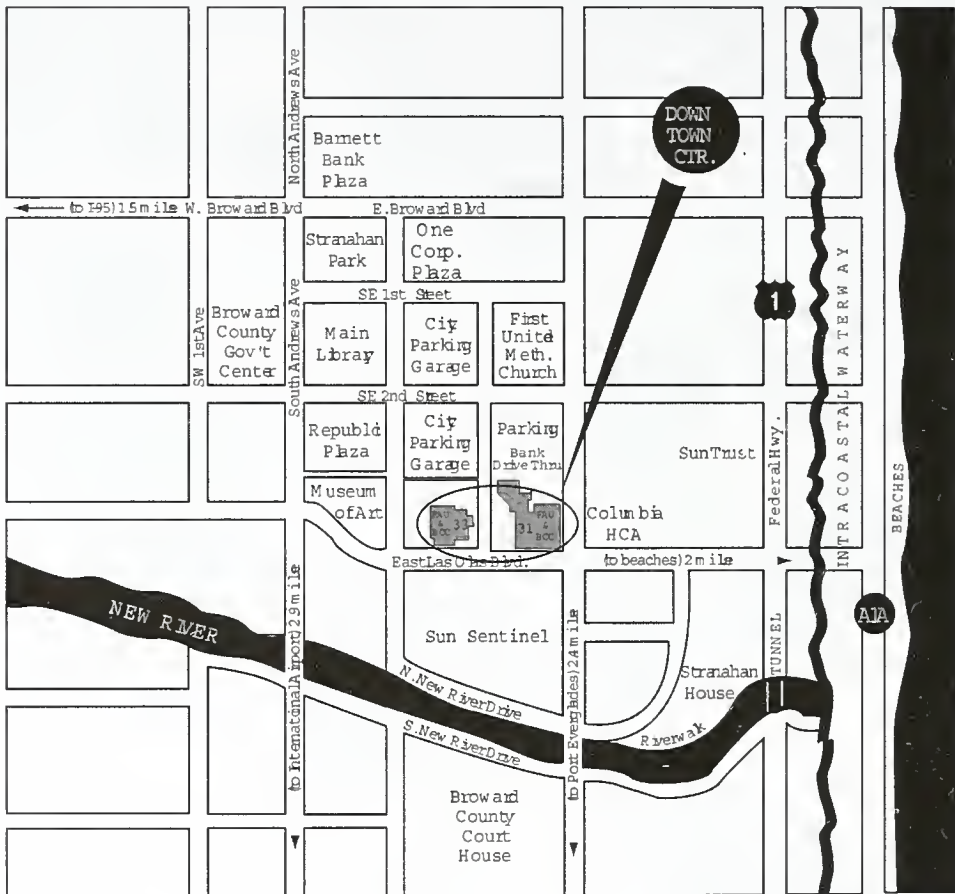 North Andrews Ave
DOWN
TOWN
CTR.
Barnett
Bank
Plaza
(to I-95) 1.5 mile W. Broward Blvd
E. Broward Blvd
Stranahan
Park
One
Corp.
Plaza
SE 1st Steet
1
SW 1st Ave
Broward
County
Gov't
Center
South Andrews Ave
Main
Library
City
Parking
Garage
First
United
Meth.
Church
INTRACOASTAL WATERWAY
SE 2nd Street
Republic
Plaza
City
Parking
Garage
Parking
Bank
Drive Thru
SunTrust
Federal Hwy.
BEACHES
Museum
of Art
FAU
&
BCC
33
31
FAU
&
BCC
Columbia
HCA
East Las Olas Blvd.
(to beaches) 2 mile
NEW RIVER
(to International Airport) 2.9 mile
Sun Sentinel
(to Port Everglades) 2.4 mile
TUNNEL
A1A
Stranahan
House
N. New River Drive
S. New River Drive
Riverwalk
Broward
County
Court
House